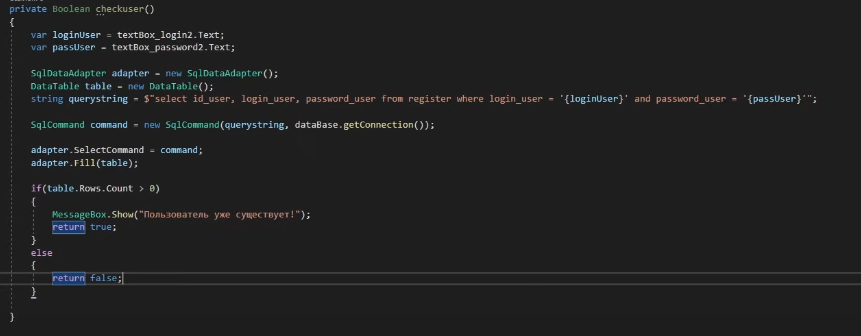 private Boolean checkuser()
{
var loginUser = textBox_login2.Text;
var passUser = textBox_password2.Text;
SqlDataAdapter adapter = new SqlDataAdapter();
DataTable table = new DataTable();
string querystring = $"select id_user, login_user, password_user from register where login_user = '{loginUser}' and password_user = '{passUser}'";
SqlCommand command = new SqlCommand(querystring, dataBase.getConnection());
adapter.SelectCommand = command;
adapter.Fill(table);
if(table.Rows.Count > 0)
{
MessageBox.Show("Пользователь уже существует!");
return true;
}
else
{
return false;
}
}